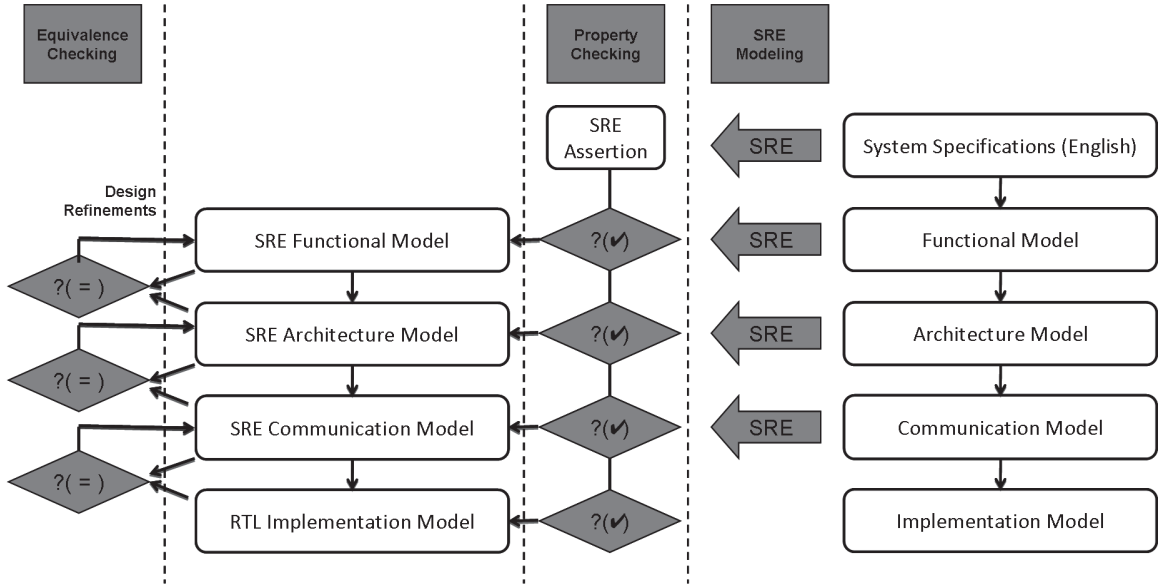 Equivalence
Checking
Property
Checking
SRE
Modeling
SRE
Assertion
SRE
System Specifications (English)
Design
Refinements
SRE Functional Model
?(✔)
SRE
Functional Model
?( = )
SRE Architecture Model
?(✔)
SRE
Architecture Model
?( = )
SRE Communication Model
?(✔)
SRE
Communication Model
?( = )
RTL Implementation Model
?(✔)
Implementation Model